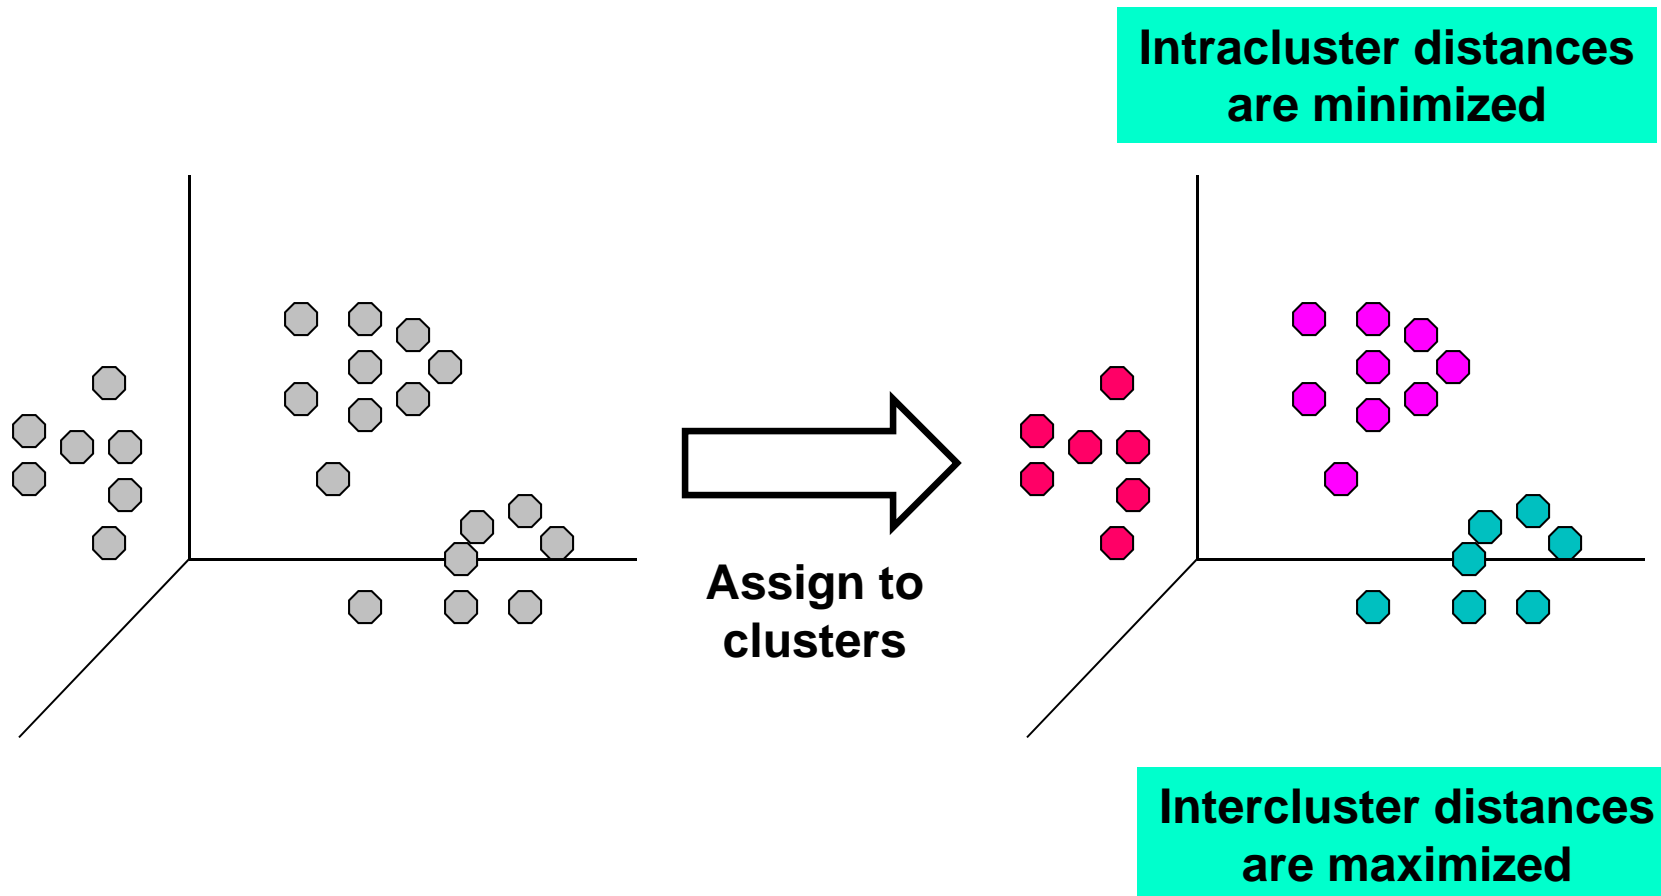 Intracluster distances
are minimized
Assign to
clusters
Intercluster distances
are maximized